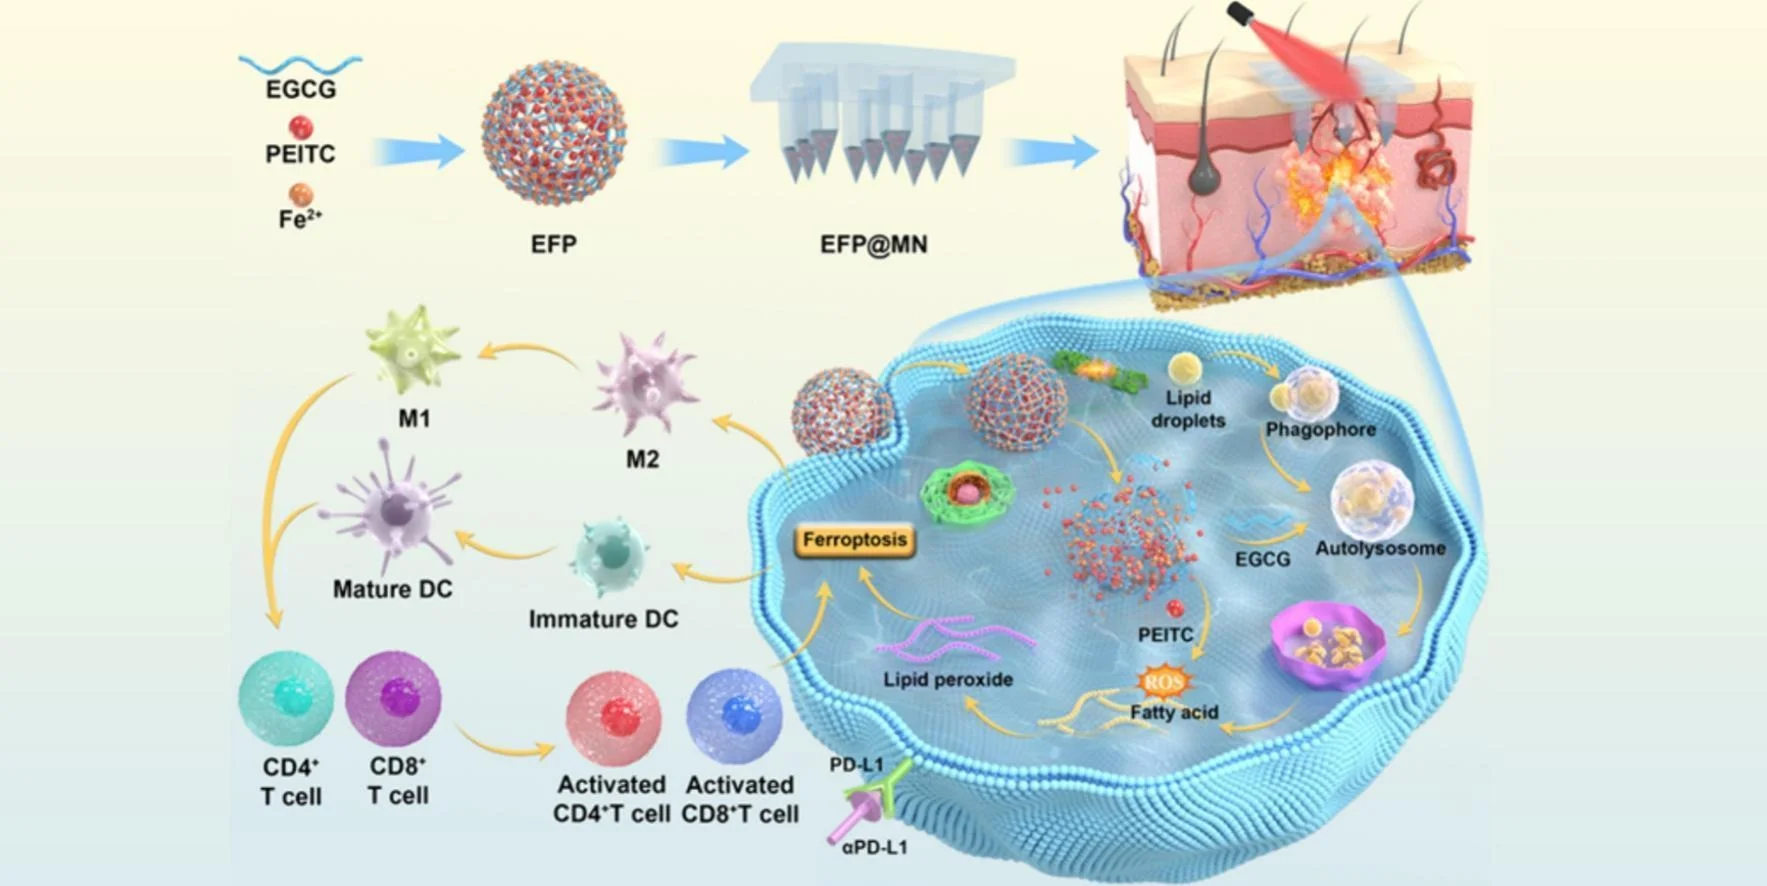 EGCG
PEITC
Fe²⁺
EFP
EFP@MN
M1
M2
Mature DC
Immature DC
CD4⁺
T cell
CD8⁺
T cell
Activated
CD4⁺T cell
Activated
CD8⁺T cell
Lipid
droplets
Phagophore
Autolysosome
EGCG
Ferroptosis
PEITC
ROS
Fatty acid
Lipid peroxide
PD-L1
αPD-L1